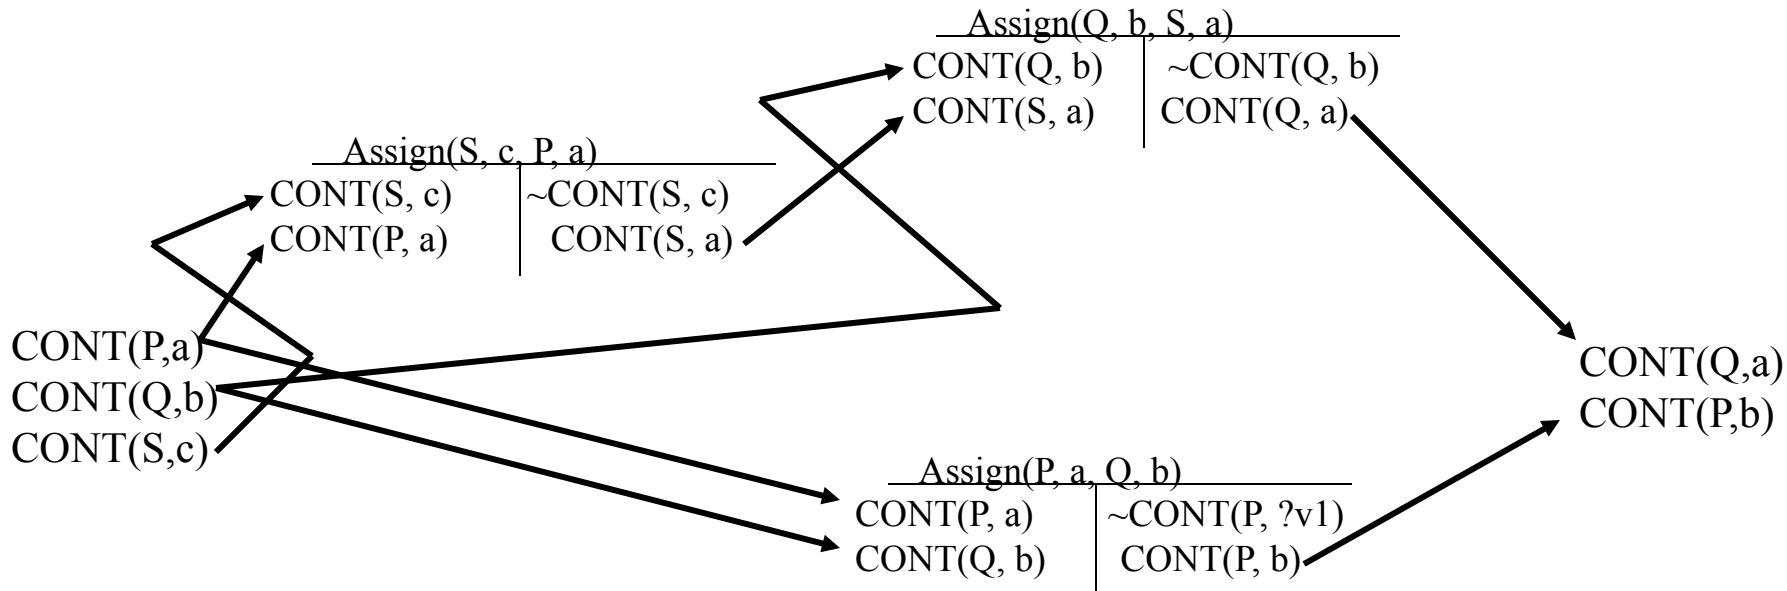 Assign(Q, b, S, a)
CONT(Q, b) ~CONT(Q, b)
CONT(S, a) CONT(Q, a)
Assign(S, c, P, a)
CONT(S, c) ~CONT(S, c)
CONT(P, a) CONT(S, a)
CONT(P,a)
CONT(Q,b)
CONT(S,c)
CONT(Q,a)
CONT(P,b)
Assign(P, a, Q, b)
CONT(P, a) ~CONT(P, ?v1)
CONT(Q, b) CONT(P, b)